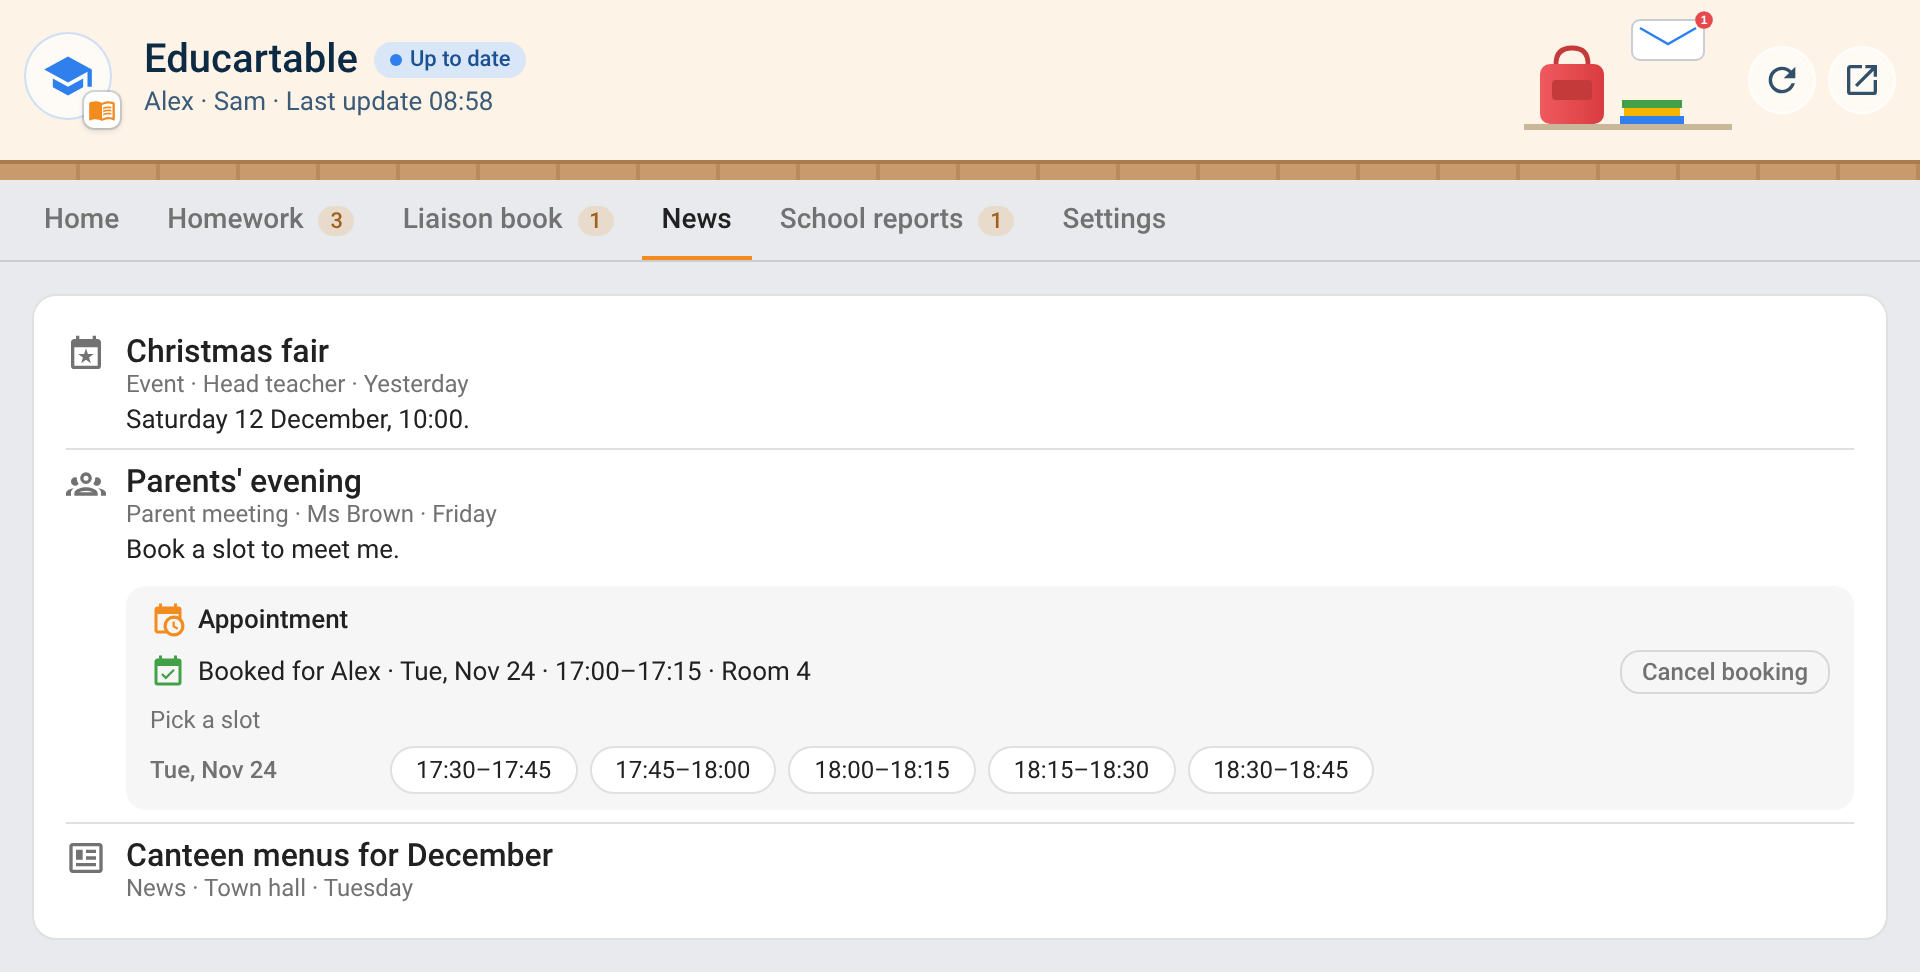 Educartable
Up to date
Alex · Sam · Last update 08:58
1
Home
Homework 3
Liaison book 1
News
School reports 1
Settings
Christmas fair
Event · Head teacher · Yesterday
Saturday 12 December, 10:00.
Parents' evening
Parent meeting · Ms Brown · Friday
Book a slot to meet me.
Appointment
Booked for Alex · Tue, Nov 24 · 17:00–17:15 · Room 4
Cancel booking
Pick a slot
Tue, Nov 24
17:30–17:45
17:45–18:00
18:00–18:15
18:15–18:30
18:30–18:45
Canteen menus for December
News · Town hall · Tuesday